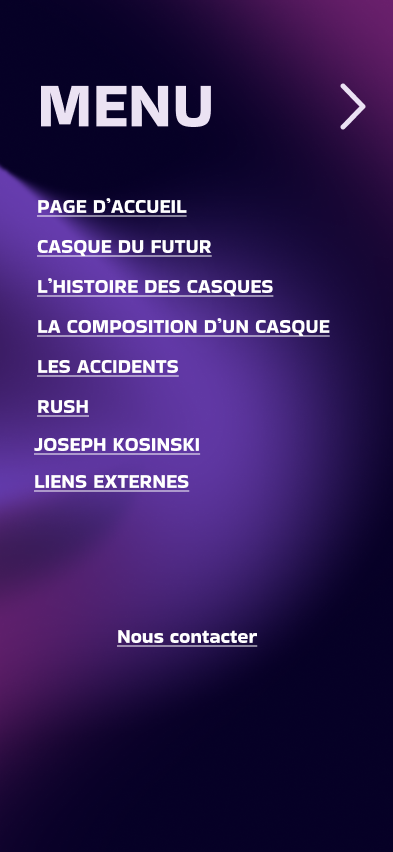 MENU
PAGE D’ACCUEIL
CASQUE DU FUTUR
L’HISTOIRE DES CASQUES
LA COMPOSITION D’UN CASQUE
LES ACCIDENTS
RUSH
JOSEPH KOSINSKI
LIENS EXTERNES
Nous contacter